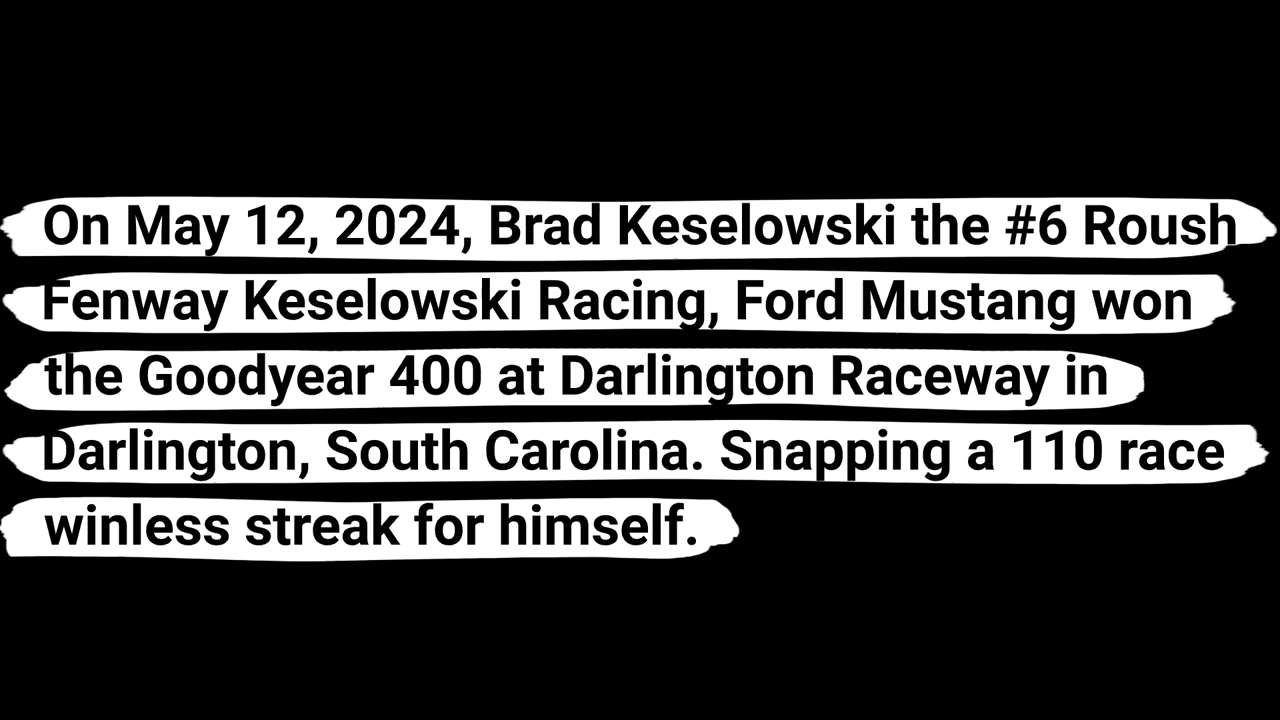 On May 12, 2024, Brad Keselowski the #6 Roush
Fenway Keselowski Racing, Ford Mustang won
the Goodyear 400 at Darlington Raceway in
Darlington, South Carolina. Snapping a 110 race
winless streak for himself.